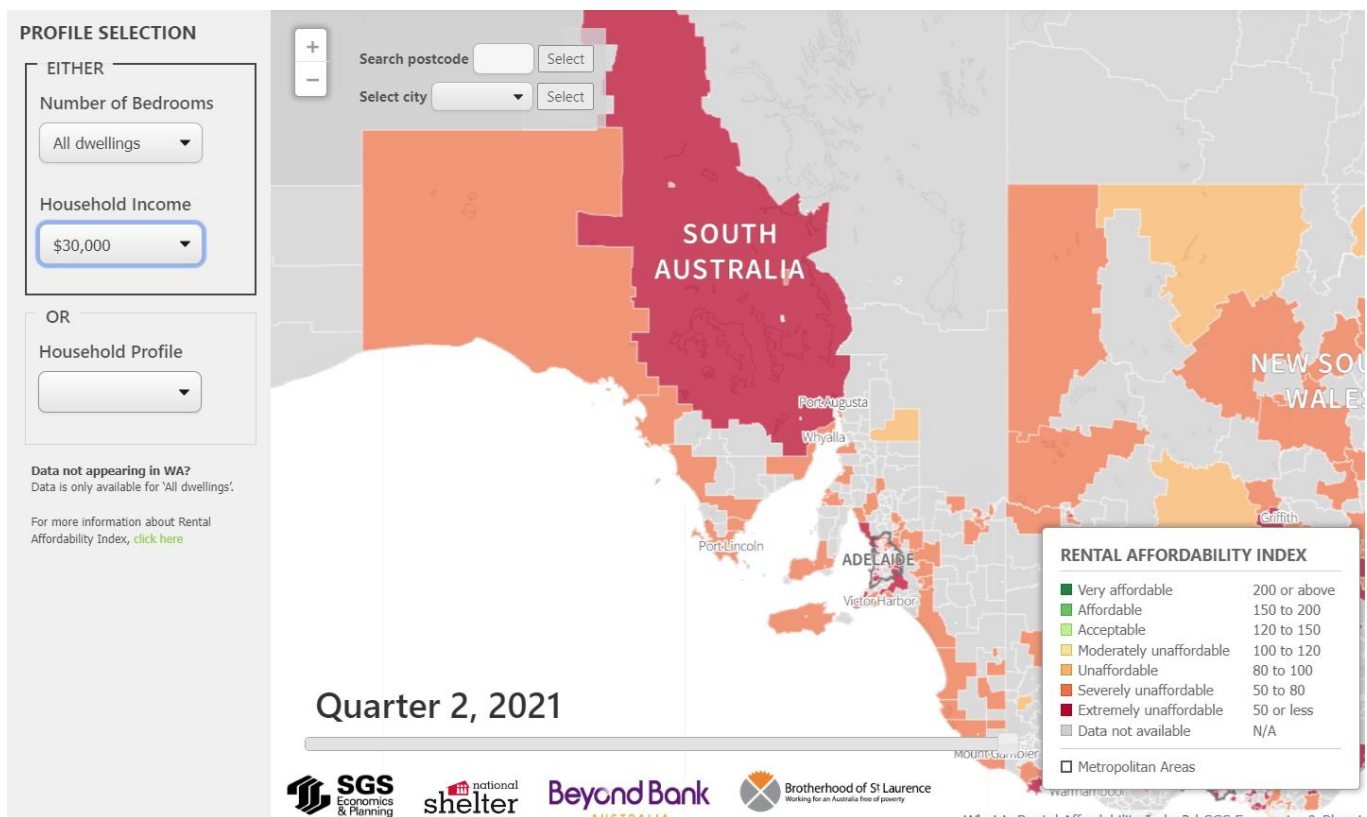 PROFILE SELECTION
EITHER
Number of Bedrooms
All dwellings
Household Income
$30,000
OR
Household Profile
Data not appearing in WA?
Data is only available for 'All dwellings'.
For more information about Rental
Affordability Index, click here
+
−
Search postcode
Select
Select city
Select
SOUTH
AUSTRALIA
NEW SOU
WALES
Port Augusta
Whyalla
Port Lincoln
ADELAIDE
Victor Harbor
Griffith
Mount Gambier
Warrnambool
RENTAL AFFORDABILITY INDEX
Very affordable 200 or above
Affordable 150 to 200
Acceptable 120 to 150
Moderately unaffordable 100 to 120
Unaffordable 80 to 100
Severely unaffordable 50 to 80
Extremely unaffordable 50 or less
Data not available N/A
Metropolitan Areas
Quarter 2, 2021
SGS
Economics
& Planning
national
shelter
Beyond Bank
AUSTRALIA
Brotherhood of St Laurence
Working for an Australia free of poverty